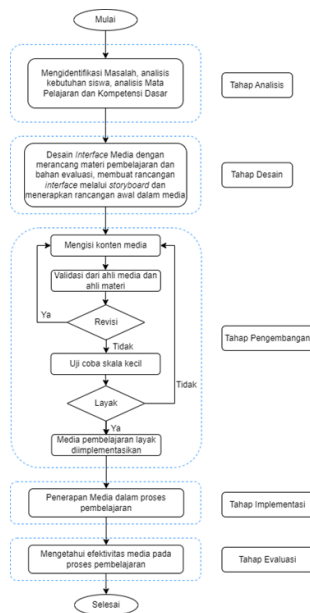 Mulai
Mengidentifikasi Masalah, analisis
kebutuhan siswa, analisis Mata
Pelajaran dan Kompetensi Dasar
Tahap Analisis
Desain Interface Media dengan
merancang materi pembelajaran dan
bahan evaluasi, membuat rancangan
interface melalui storyboard dan
menerapkan rancangan awal dalam media
Tahap Desain
Mengisi konten media
Validasi dari ahli media dan
ahli materi
Ya
Revisi
Tidak
Tahap Pengembangan
Uji coba skala kecil
Layak
Tidak
Ya
Media pembelajaran layak
diimplementasikan
Penerapan Media dalam proses
pembelajaran
Tahap Implementasi
Mengetahui efektivitas media pada
proses pembelajaran
Tahap Evaluasi
Selesai